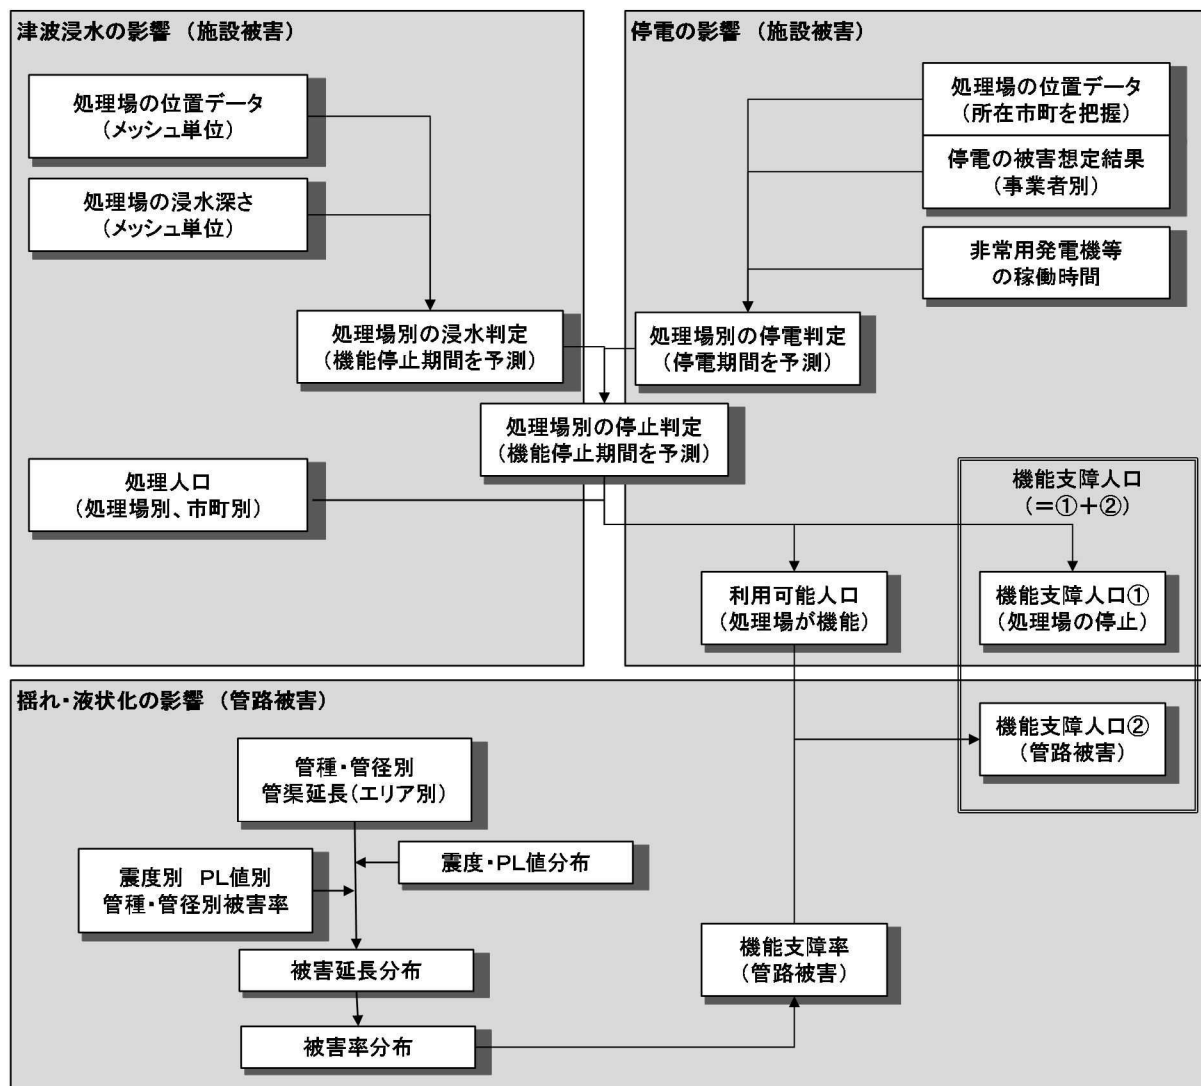 津波浸水の影響 （施設被害）
処理場の位置データ
（メッシュ単位）
処理場の浸水深さ
（メッシュ単位）
処理場別の浸水判定
（機能停止期間を予測）
停電の影響 （施設被害）
処理場の位置データ
（所在市町を把握）
停電の被害想定結果
（事業者別）
非常用発電機等
の稼働時間
処理場別の停電判定
（停電期間を予測）
処理場別の停止判定
（機能停止期間を予測）
処理人口
（処理場別、市町別）
機能支障人口
（＝①＋②）
利用可能人口
（処理場が機能）
機能支障人口①
（処理場の停止）
揺れ・液状化の影響 （管路被害）
機能支障人口②
（管路被害）
管種・管径別
管渠延長（エリア別）
震度・PL値分布
震度別　PL値別
管種・管径別被害率
被害延長分布
機能支障率
（管路被害）
被害率分布